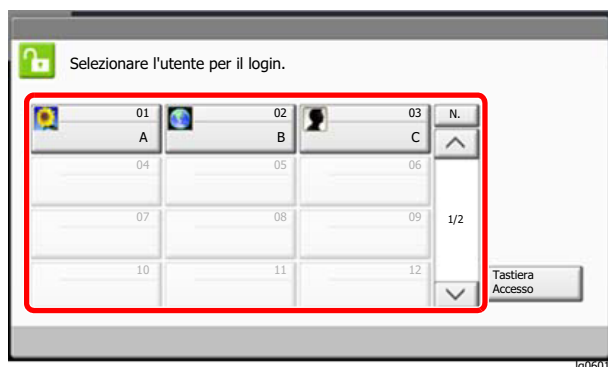 Selezionare l'utente per il login.
01 02 03 N.
A B C
04 05 06
07 08 09 1/2
10 11 12
Tastiera
Accesso
lg0601